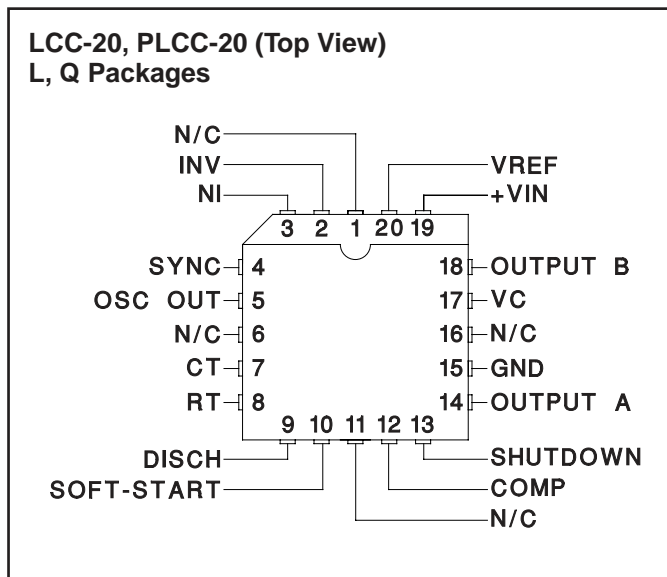 LCC-20, PLCC-20 (Top View)
L, Q Packages
N/C
INV
NI
VREF
+VIN
3 2 1 20 19
SYNC 4
OSC OUT 5
N/C 6
CT 7
RT 8
18 OUTPUT B
17 VC
16 N/C
15 GND
14 OUTPUT A
9 10 11 12 13
DISCH
SOFT-START
SHUTDOWN
COMP
N/C